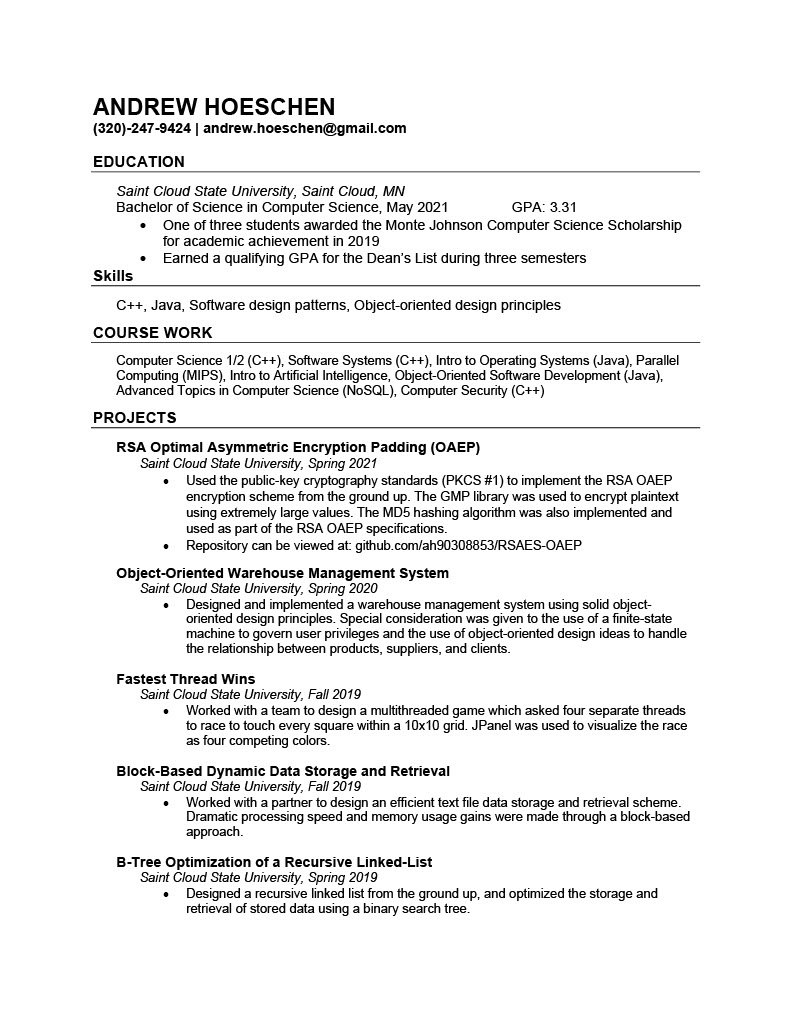 ANDREW HOESCHEN
(320)-247-9424 | andrew.hoeschen@gmail.com
EDUCATION
Saint Cloud State University, Saint Cloud, MN
Bachelor of Science in Computer Science, May 2021 GPA: 3.31
• One of three students awarded the Monte Johnson Computer Science Scholarship
for academic achievement in 2019
• Earned a qualifying GPA for the Dean’s List during three semesters
Skills
C++, Java, Software design patterns, Object-oriented design principles
COURSE WORK
Computer Science 1/2 (C++), Software Systems (C++), Intro to Operating Systems (Java), Parallel
Computing (MIPS), Intro to Artificial Intelligence, Object-Oriented Software Development (Java),
Advanced Topics in Computer Science (NoSQL), Computer Security (C++)
PROJECTS
RSA Optimal Asymmetric Encryption Padding (OAEP)
Saint Cloud State University, Spring 2021
• Used the public-key cryptography standards (PKCS #1) to implement the RSA OAEP
encryption scheme from the ground up. The GMP library was used to encrypt plaintext
using extremely large values. The MD5 hashing algorithm was also implemented and
used as part of the RSA OAEP specifications.
• Repository can be viewed at: github.com/ah90308853/RSAES-OAEP
Object-Oriented Warehouse Management System
Saint Cloud State University, Spring 2020
• Designed and implemented a warehouse management system using solid object-
oriented design principles. Special consideration was given to the use of a finite-state
machine to govern user privileges and the use of object-oriented design ideas to handle
the relationship between products, suppliers, and clients.
Fastest Thread Wins
Saint Cloud State University, Fall 2019
• Worked with a team to design a multithreaded game which asked four separate threads
to race to touch every square within a 10x10 grid. JPanel was used to visualize the race
as four competing colors.
Block-Based Dynamic Data Storage and Retrieval
Saint Cloud State University, Fall 2019
• Worked with a partner to design an efficient text file data storage and retrieval scheme.
Dramatic processing speed and memory usage gains were made through a block-based
approach.
B-Tree Optimization of a Recursive Linked-List
Saint Cloud State University, Spring 2019
• Designed a recursive linked list from the ground up, and optimized the storage and
retrieval of stored data using a binary search tree.